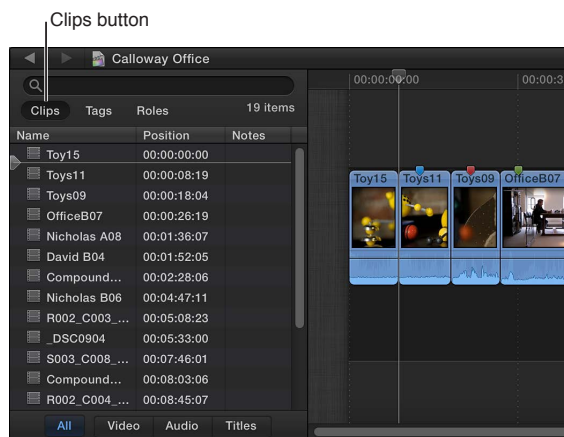 Clips button
Calloway Office
Clips Tags Roles 19 items
Name Position Notes
Toy15 00:00:00:00
Toys11 00:00:08:19
Toys09 00:00:18:04
OfficeB07 00:00:26:19
Nicholas A08 00:01:36:07
David B04 00:01:52:05
Compound... 00:02:28:06
Nicholas B06 00:04:47:11
R002_C003_... 00:05:08:23
_DSC0904 00:05:33:00
S003_C008_... 00:07:46:01
Compound... 00:08:03:06
R002_C004_... 00:08:45:07
All Video Audio Titles
00:00:00:00 00:00:3
Toy15 Toys11 Toys09 OfficeB07